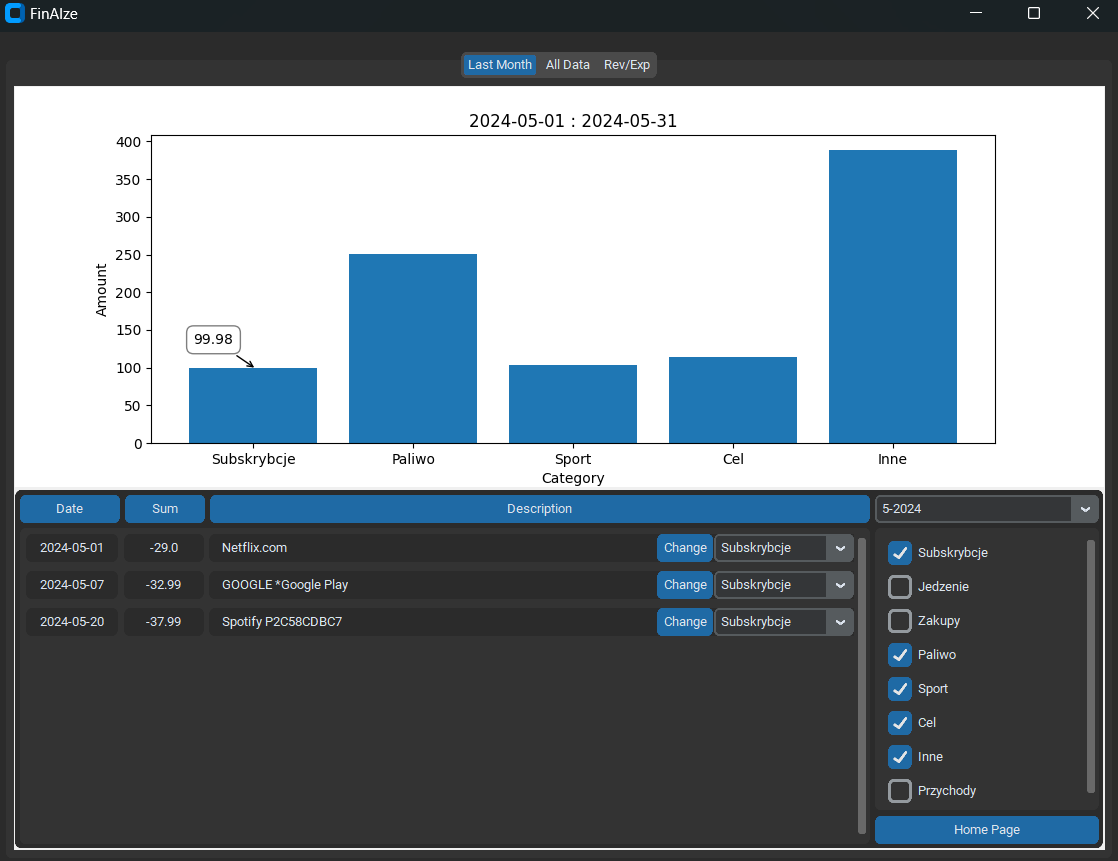 FinAIze
Last Month All Data Rev/Exp
2024-05-01 : 2024-05-31
400
350
300
250
200
150
100
50
0
Amount
99.98
Subskrybcje Paliwo Sport Cel Inne
Category
Date Sum Description 5-2024
2024-05-01 -29.0 Netflix.com Change Subskrybcje
2024-05-07 -32.99 GOOGLE *Google Play Change Subskrybcje
2024-05-20 -37.99 Spotify P2C58CDBC7 Change Subskrybcje
Subskrybcje
Jedzenie
Zakupy
Paliwo
Sport
Cel
Inne
Przychody
Home Page